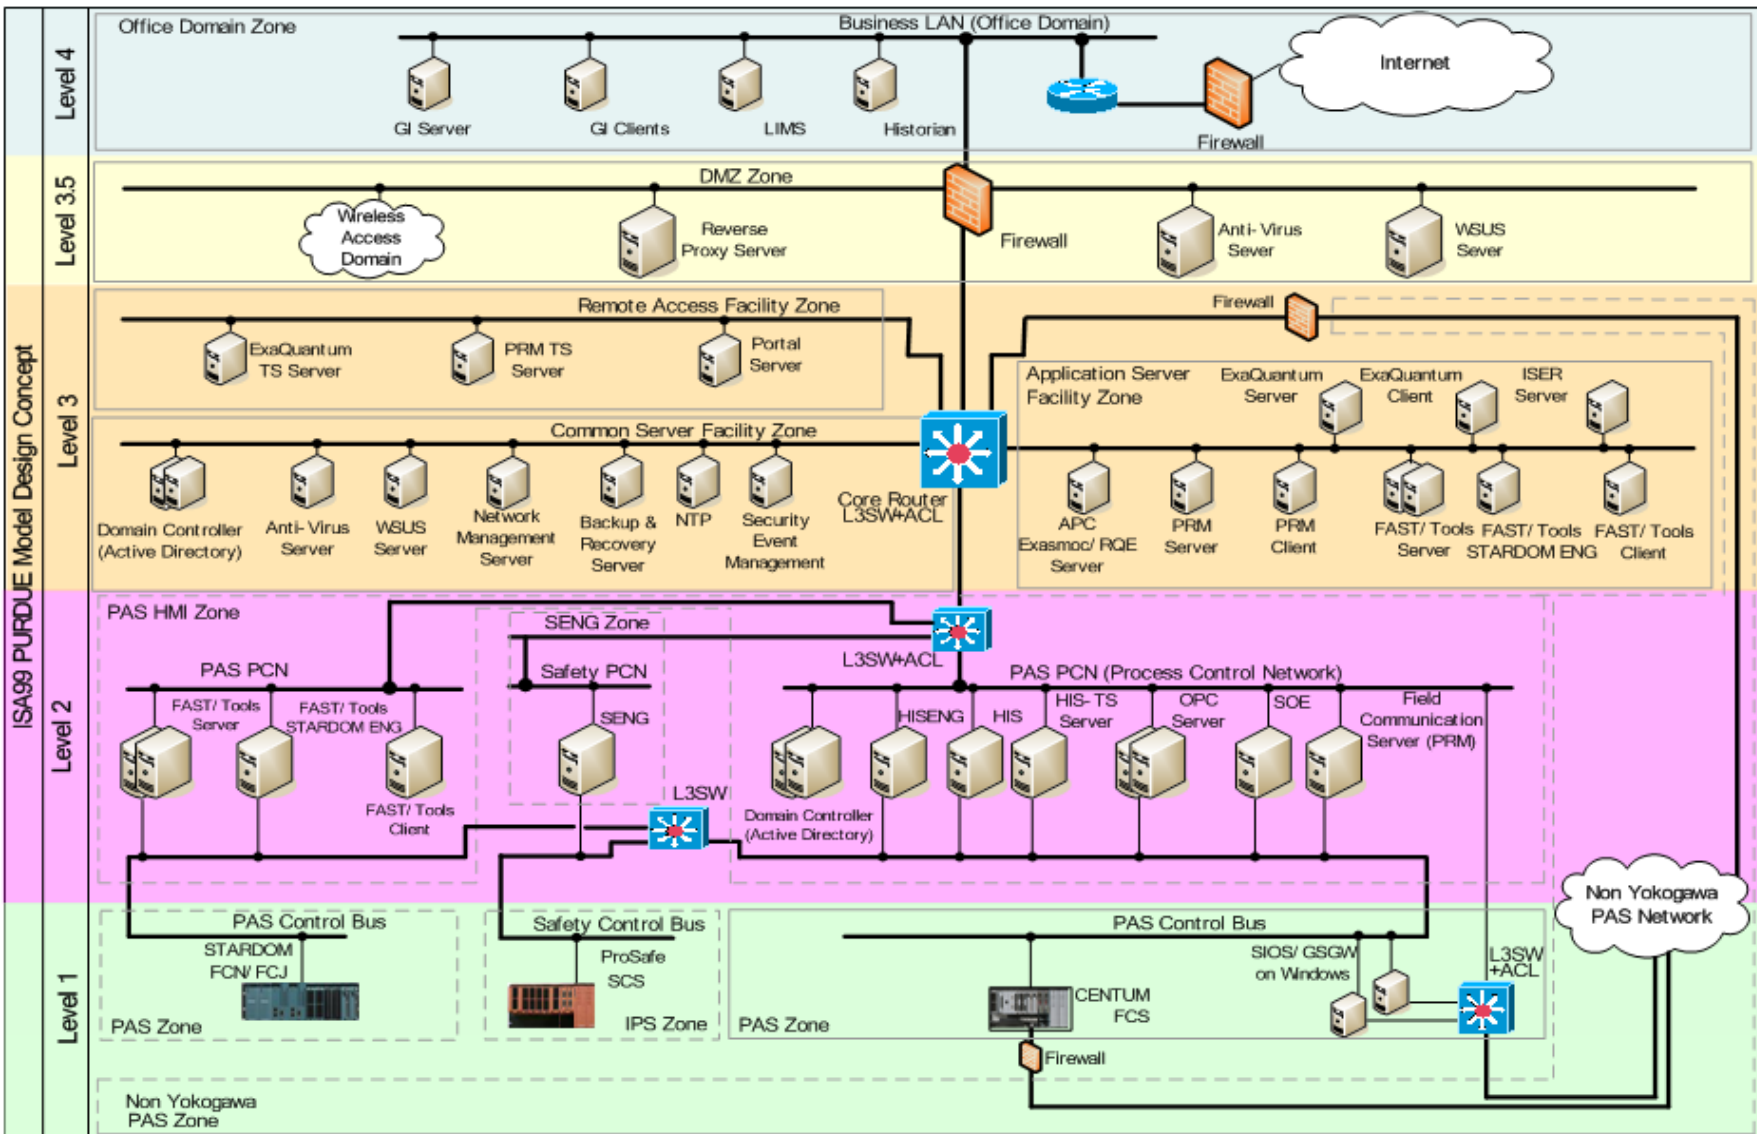 ISA99 PURDUE Model Design Concept
Level 4
Office Domain Zone
Business LAN (Office Domain)
GI Server
GI Clients
LIMS
Historian
Firewall
Internet
Level 3.5
DMZ Zone
Wireless
Access
Domain
Reverse
Proxy Server
Firewall
Anti- Virus
Sever
WSUS
Sever
Level 3
Remote Access Facility Zone
ExaQuantum
TS Server
PRM TS
Server
Portal
Server
Firewall
Application Server
Facility Zone
ExaQuantum
Server
ExaQuantum
Client
ISER
Server
Common Server Facility Zone
Domain Controller
(Active Directory)
Anti- Virus
Server
WSUS
Server
Network
Management
Server
Backup &
Recovery
Server
NTP
Security
Event
Management
Core Router
L3SW+ACL
APC
Exasmoc/ RQE
Server
PRM
Server
PRM
Client
FAST/ Tools
Server
FAST/ Tools
STARDOM ENG
FAST/ Tools
Client
Level 2
PAS HMI Zone
PAS PCN
FAST/ Tools
Server
FAST/ Tools
STARDOM ENG
FAST/ Tools
Client
SENG Zone
Safety PCN
SENG
L3SW+ACL
L3SW
PAS PCN (Process Control Network)
Domain Controller
(Active Directory)
HISENG
HIS
HIS- TS
Server
OPC
Server
SOE
Field
Communication
Server (PRM)
Non Yokogawa
PAS Network
Level 1
PAS Control Bus
STARDOM
FCN/ FCJ
PAS Zone
Safety Control Bus
ProSafe
SCS
IPS Zone
PAS Control Bus
CENTUM
FCS
SIOS/ GSGW
on Windows
L3SW
+ACL
PAS Zone
Firewall
Non Yokogawa
PAS Zone